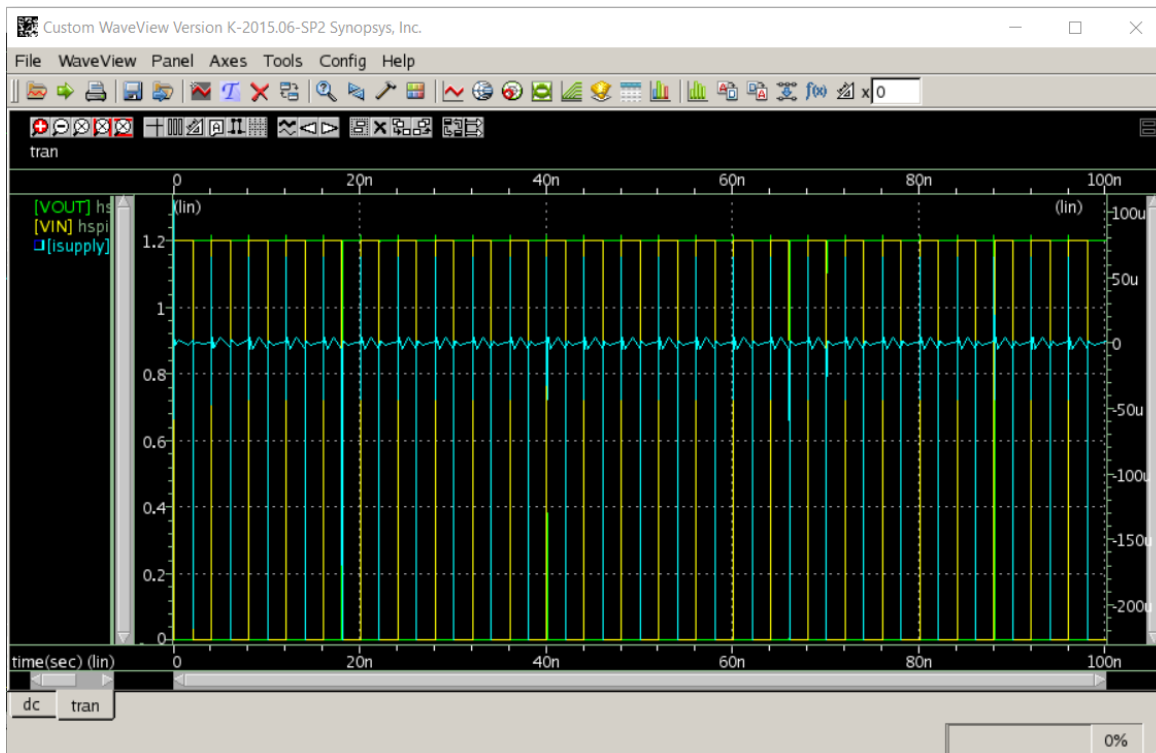 Custom WaveView Version K-2015.06-SP2 Synopsys, Inc.
File WaveView Panel Axes Tools Config Help
x 0
tran
0 20n 40n 60n 80n 100n
[VOUT] hs
[VIN] hspi
[isupply]
(lin) (lin)
1.2
1
0.8
0.6
0.4
0.2
0
100u
50u
0
-50u
-100u
-150u
-200u
time(sec) (lin) 0 20n 40n 60n 80n 100n
dc tran
0%